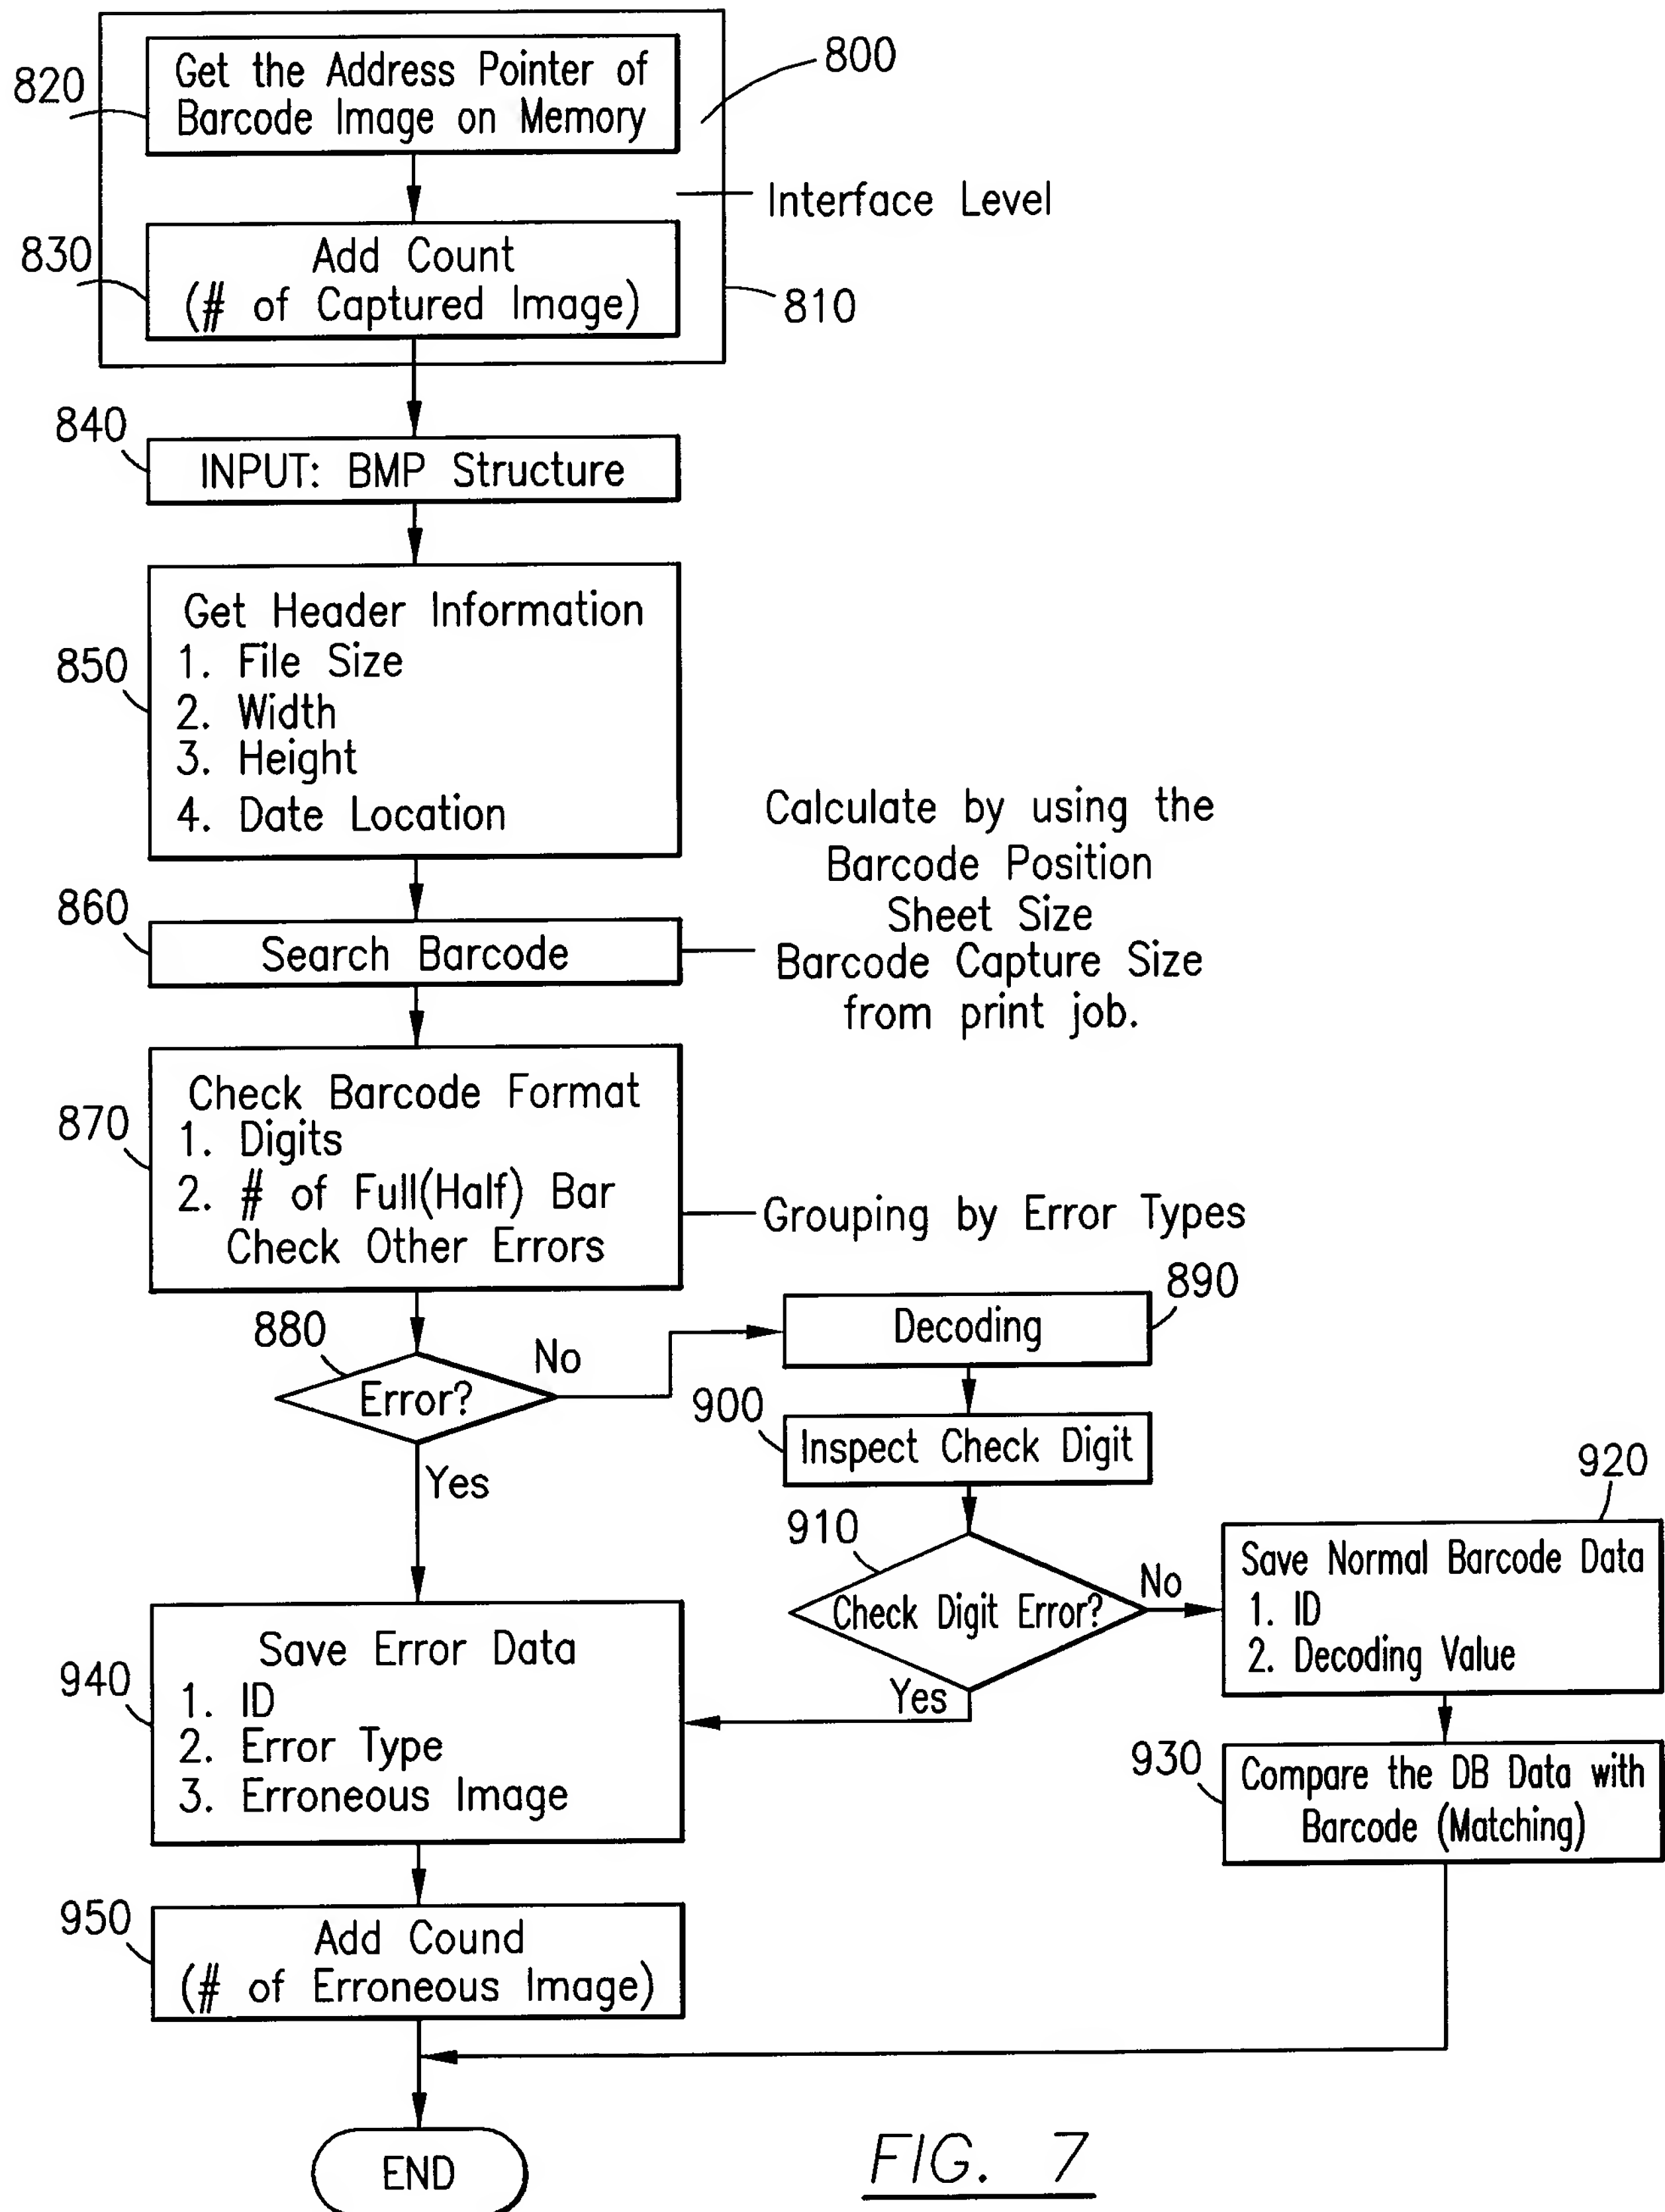 800
820
Get the Address Pointer of
Barcode Image on Memory
Interface Level
830
Add Count
(# of Captured Image)
810
840
INPUT: BMP Structure
850
Get Header Information
1. File Size
2. Width
3. Height
4. Date Location
Calculate by using the
Barcode Position
Sheet Size
Barcode Capture Size
from print job.
860
Search Barcode
870
Check Barcode Format
1. Digits
2. # of Full(Half) Bar
Check Other Errors
Grouping by Error Types
880
Error?
No
Yes
890
Decoding
900
Inspect Check Digit
910
Check Digit Error?
No
Yes
920
Save Normal Barcode Data
1. ID
2. Decoding Value
930
Compare the DB Data with
Barcode (Matching)
940
Save Error Data
1. ID
2. Error Type
3. Erroneous Image
950
Add Cound
(# of Erroneous Image)
END
FIG. 7